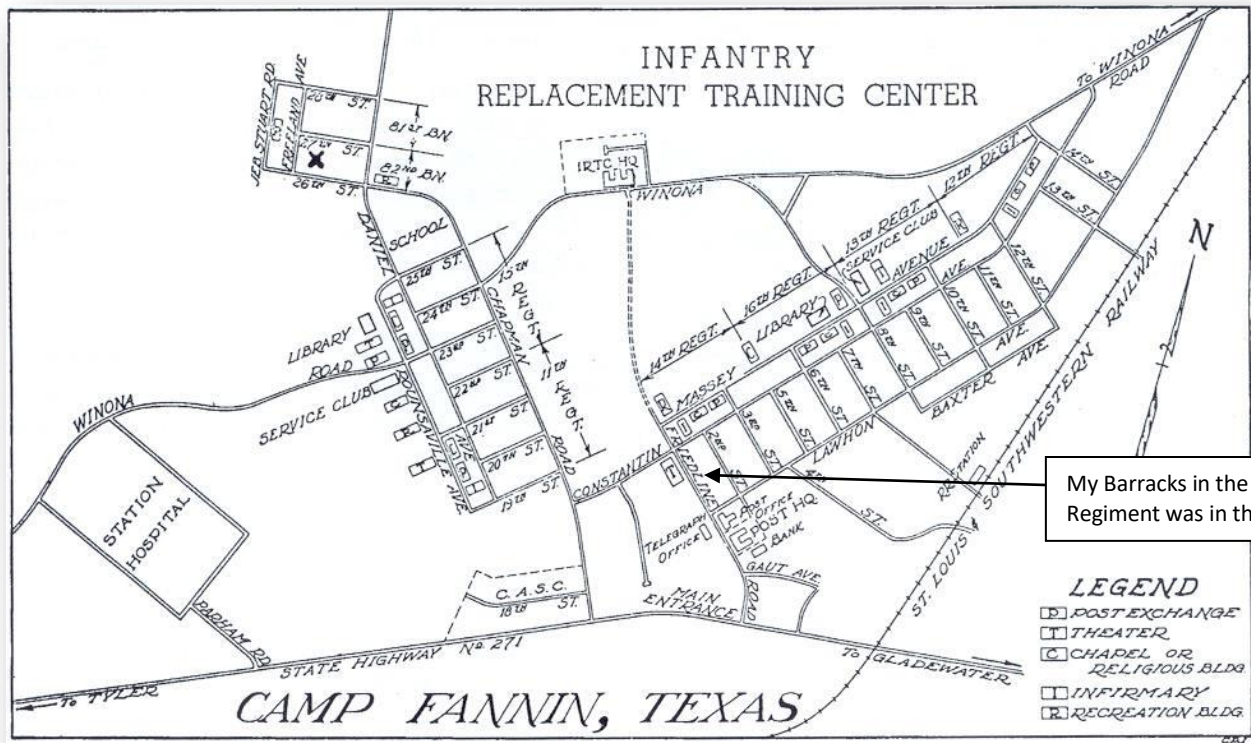 INFANTRY
REPLACEMENT TRAINING CENTER
TO WINONA
ROAD
JEB STUART RD.
FREELAND AVE
28TH ST.
27TH ST.
26TH ST.
81ST BN.
82ND BN.
X
R
IRTC HQ
WINONA
DANIEL
SCHOOL
25TH ST.
24TH ST.
23RD ST.
22ND ST.
21ST ST.
20TH ST.
19TH ST.
CHAPMAN
ROAD
15TH REGT.
11TH REGT.
LIBRARY
ROAD
SERVICE CLUB
ROUNSAVILLE AVE.
AVE
WINONA
STATION
HOSPITAL
PARHAM RD.
14TH REGT.
16TH REGT.
13TH REGT.
12TH REGT.
SERVICE CLUB
LIBRARY
MASSEY
AVENUE
AVE.
14TH ST.
13TH ST.
12TH ST.
11TH ST.
10TH ST.
9TH ST.
8TH ST.
7TH ST.
6TH ST.
5TH ST.
4TH ST.
3RD ST.
2ND ST.
LAWHON
AVE.
BAXTER AVE.
N
CONSTANTIN
FRIEDLINE
ROAD
POST OFFICE
POST HQ
BANK
TELEGRAPH
OFFICE
GAUT AVE.
MAIN
ENTRANCE
C.A.S.C.
18TH ST.
STATE HIGHWAY No. 271
TO TYLER
TO GLADEWATER
ST. LOUIS & SOUTHWESTERN RAILWAY
My Barracks in the
Regiment was in th
LEGEND
P POST EXCHANGE
T THEATER
C CHAPEL OR
RELIGIOUS BLDG.
I INFIRMARY
R RECREATION BLDG.
CAMP FANNIN, TEXAS